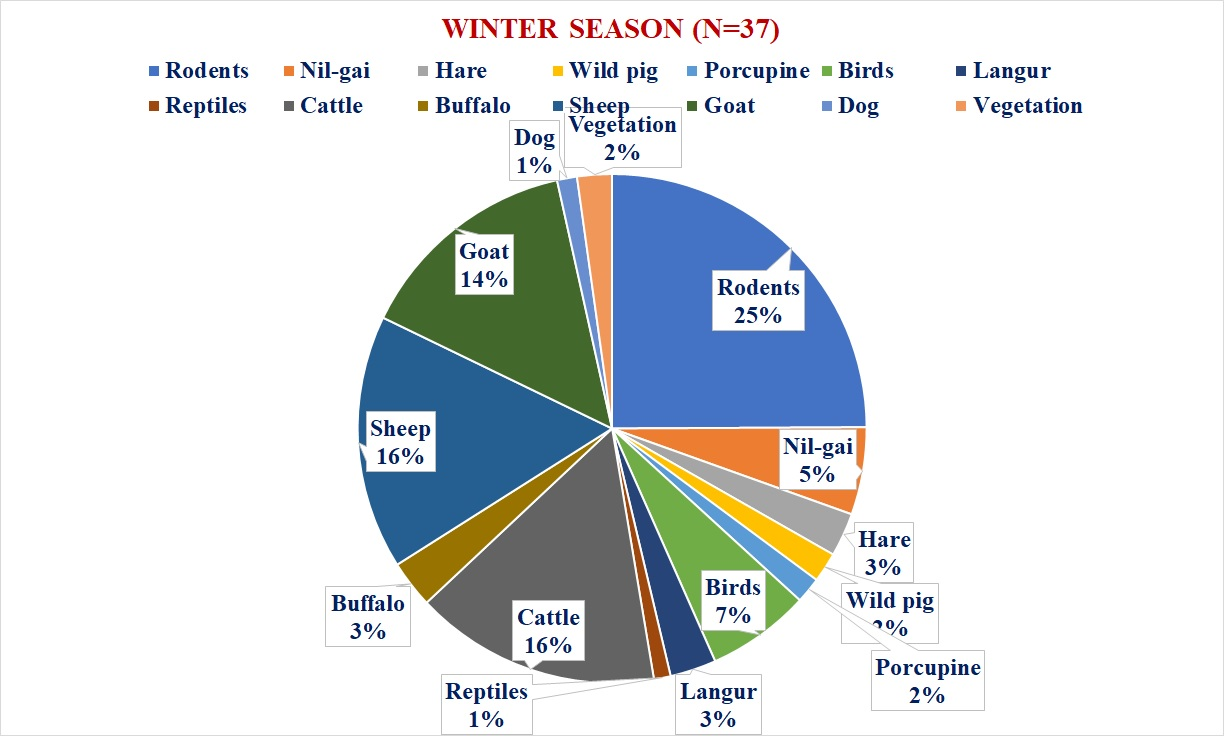 WINTER SEASON (N=37)
Rodents Nil-gai Hare Wild pig Porcupine Birds Langur
Reptiles Cattle Buffalo Sheep Goat Dog Vegetation
Vegetation
2%
Dog
1%
Goat
14%
Rodents
25%
Sheep
16%
Nil-gai
5%
Hare
3%
Birds
7%
Wild pig
2%
Buffalo
3%
Cattle
16%
Porcupine
2%
Reptiles
1%
Langur
3%